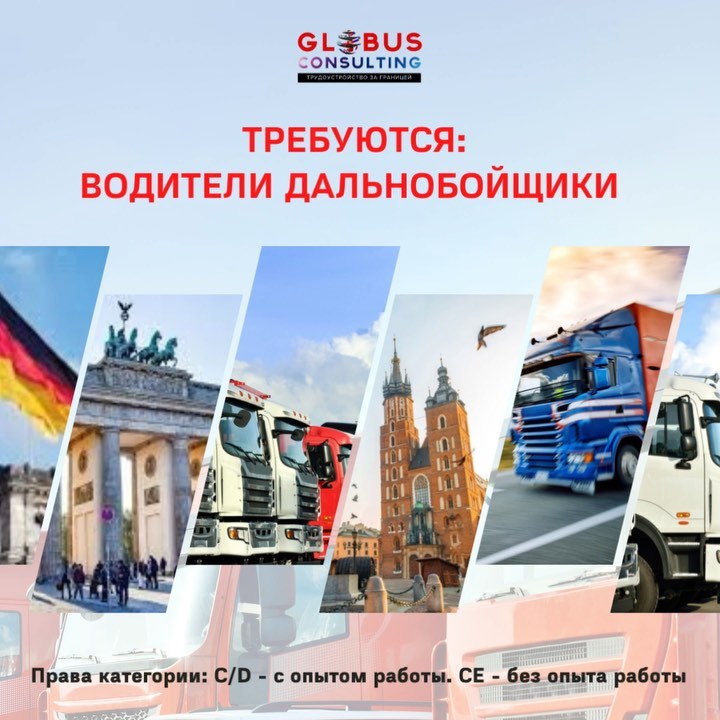 GLOBUS
CONSULTING
ТРУДОУСТРОЙСТВО ЗА ГРАНИЦЕЙ
ТРЕБУЮТСЯ:
ВОДИТЕЛИ ДАЛЬНОБОЙЩИКИ
Права категории: C/D - с опытом работы. CE - без опыта работы